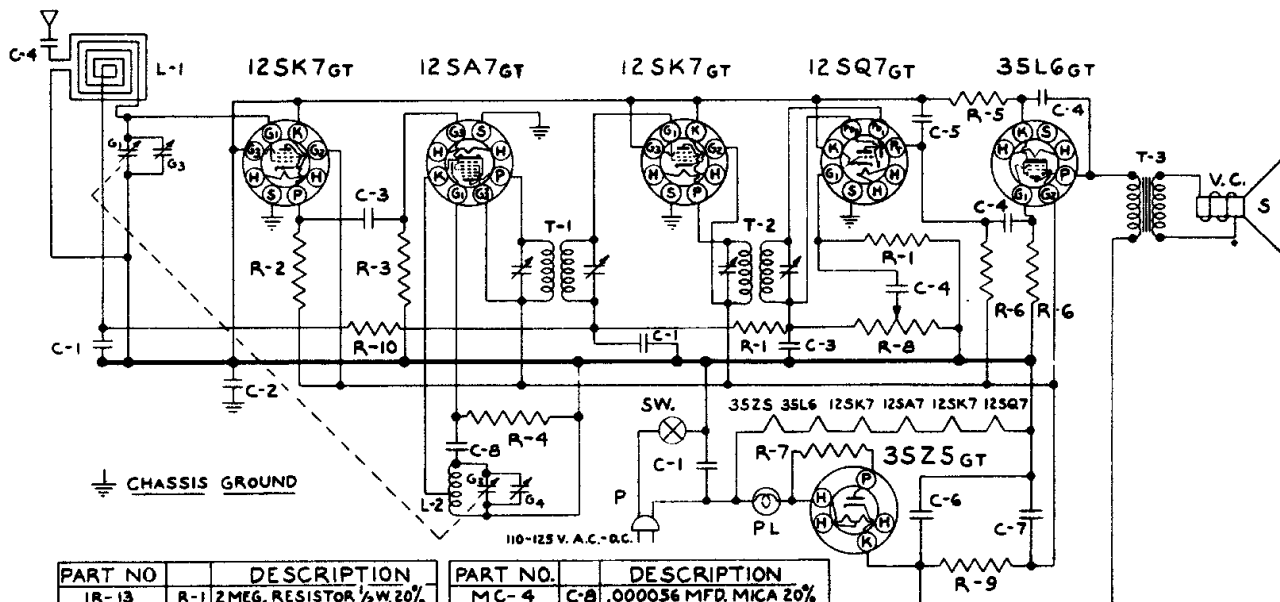 C-4
L-1
12SK7GT
12SA7GT
12SK7GT
12SQ7GT
35L6GT
R-5
C-4
C-5
G1 K G3 G2 H H S P
G3 S H H K P G1 G2
G1 K G3 G2 H H S P
K H G1 H S
K S H H P G1 G2
G1
G3
T-3
V.C.
S
C-3
T-1
T-2
C-4
R-2
R-3
R-1
C-4
R-6
R-6
C-1
R-10
C-1
R-1
C-3
R-8
C-2
SW.
35Z5 35L6 12SK7 12SA7 12SK7 12SQ7
R-4
R-7
35Z5GT
C-8
C-1
P
CHASSIS GROUND
L-2
G4
P
H H H K
C-6
C-7
PL
110-125 V. A.C.-D.C.
R-9
PART NO DESCRIPTION
PART NO. DESCRIPTION
IR-13 R-1 2 MEG. RESISTOR ½ W. 20%
MC-4 C-8 .000056 MFD. MICA 20%